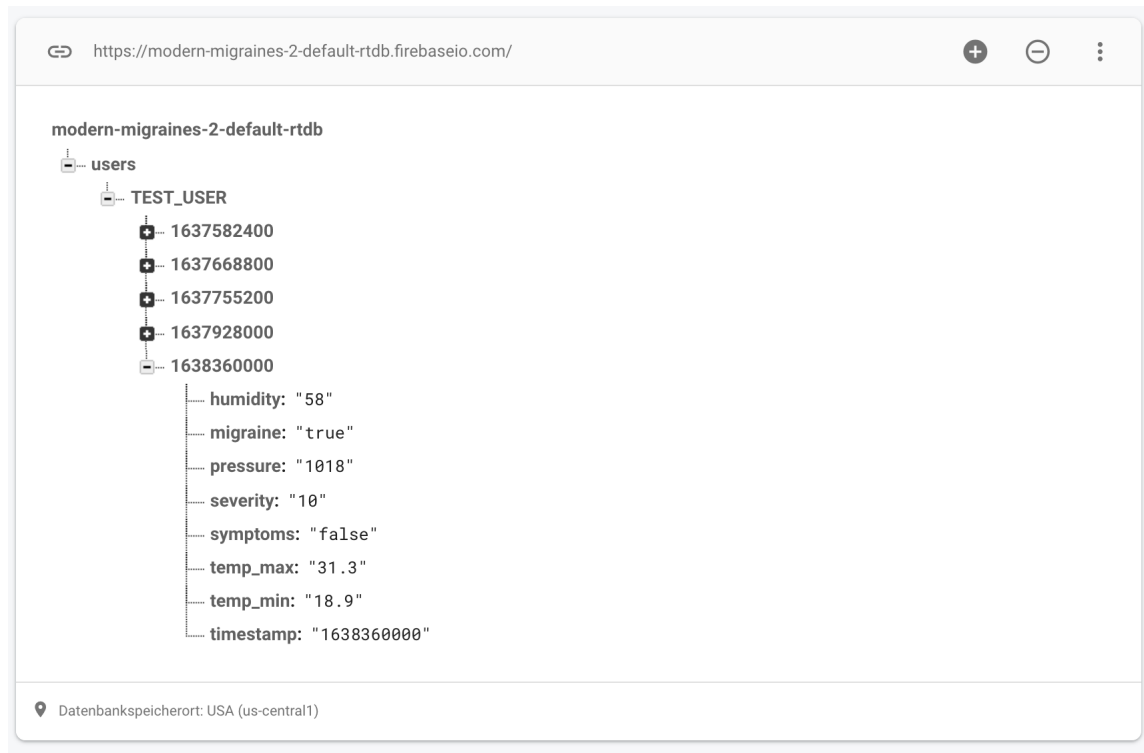 https://modern-migraines-2-default-rtdb.firebaseio.com/
modern-migraines-2-default-rtdb
users
TEST_USER
1637582400
1637668800
1637755200
1637928000
1638360000
humidity: "58"
migraine: "true"
pressure: "1018"
severity: "10"
symptoms: "false"
temp_max: "31.3"
temp_min: "18.9"
timestamp: "1638360000"
Datenbankspeicherort: USA (us-central1)